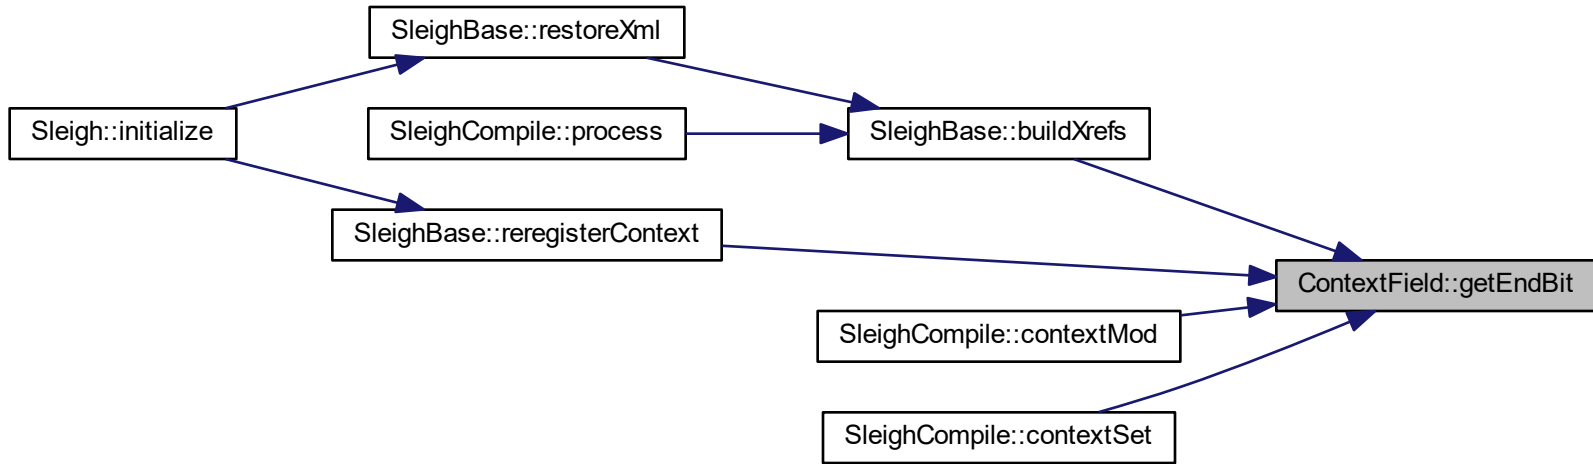 SleighBase::restoreXml
Sleigh::initialize
SleighCompile::process
SleighBase::buildXrefs
SleighBase::reregisterContext
ContextField::getEndBit
SleighCompile::contextMod
SleighCompile::contextSet